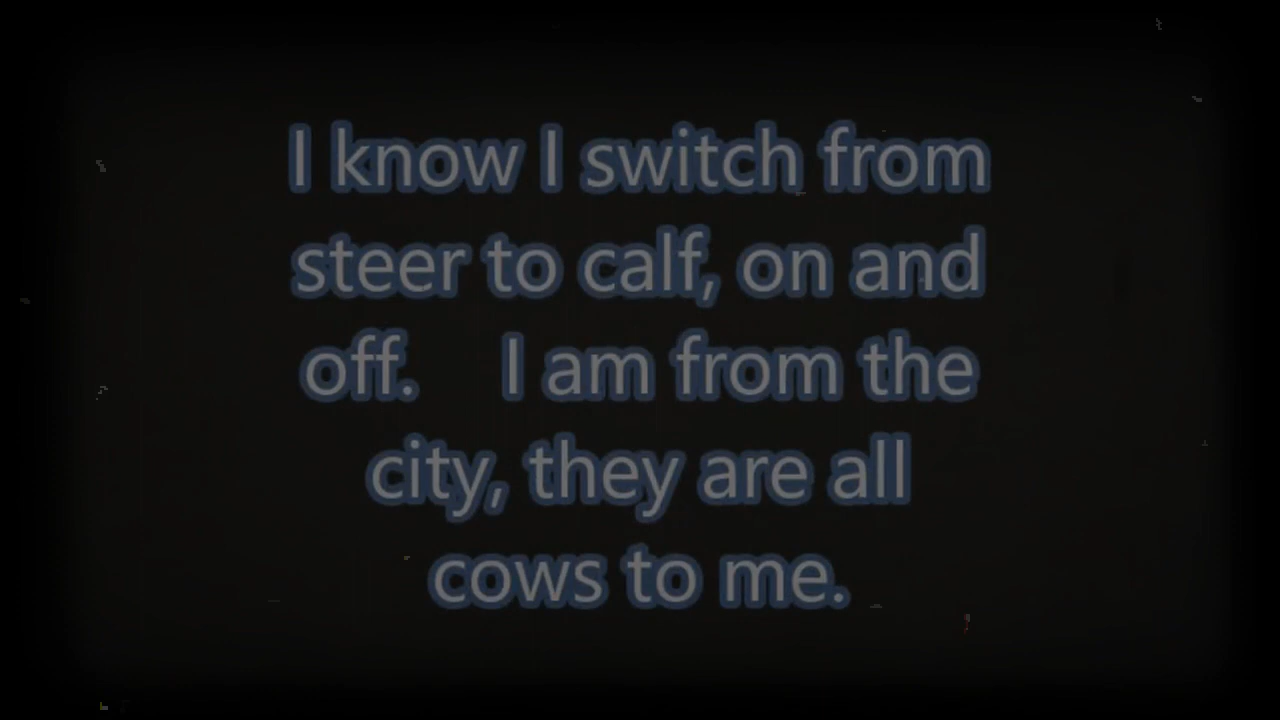 I know I switch from
steer to calf, on and
off. I am from the
city, they are all
cows to me.